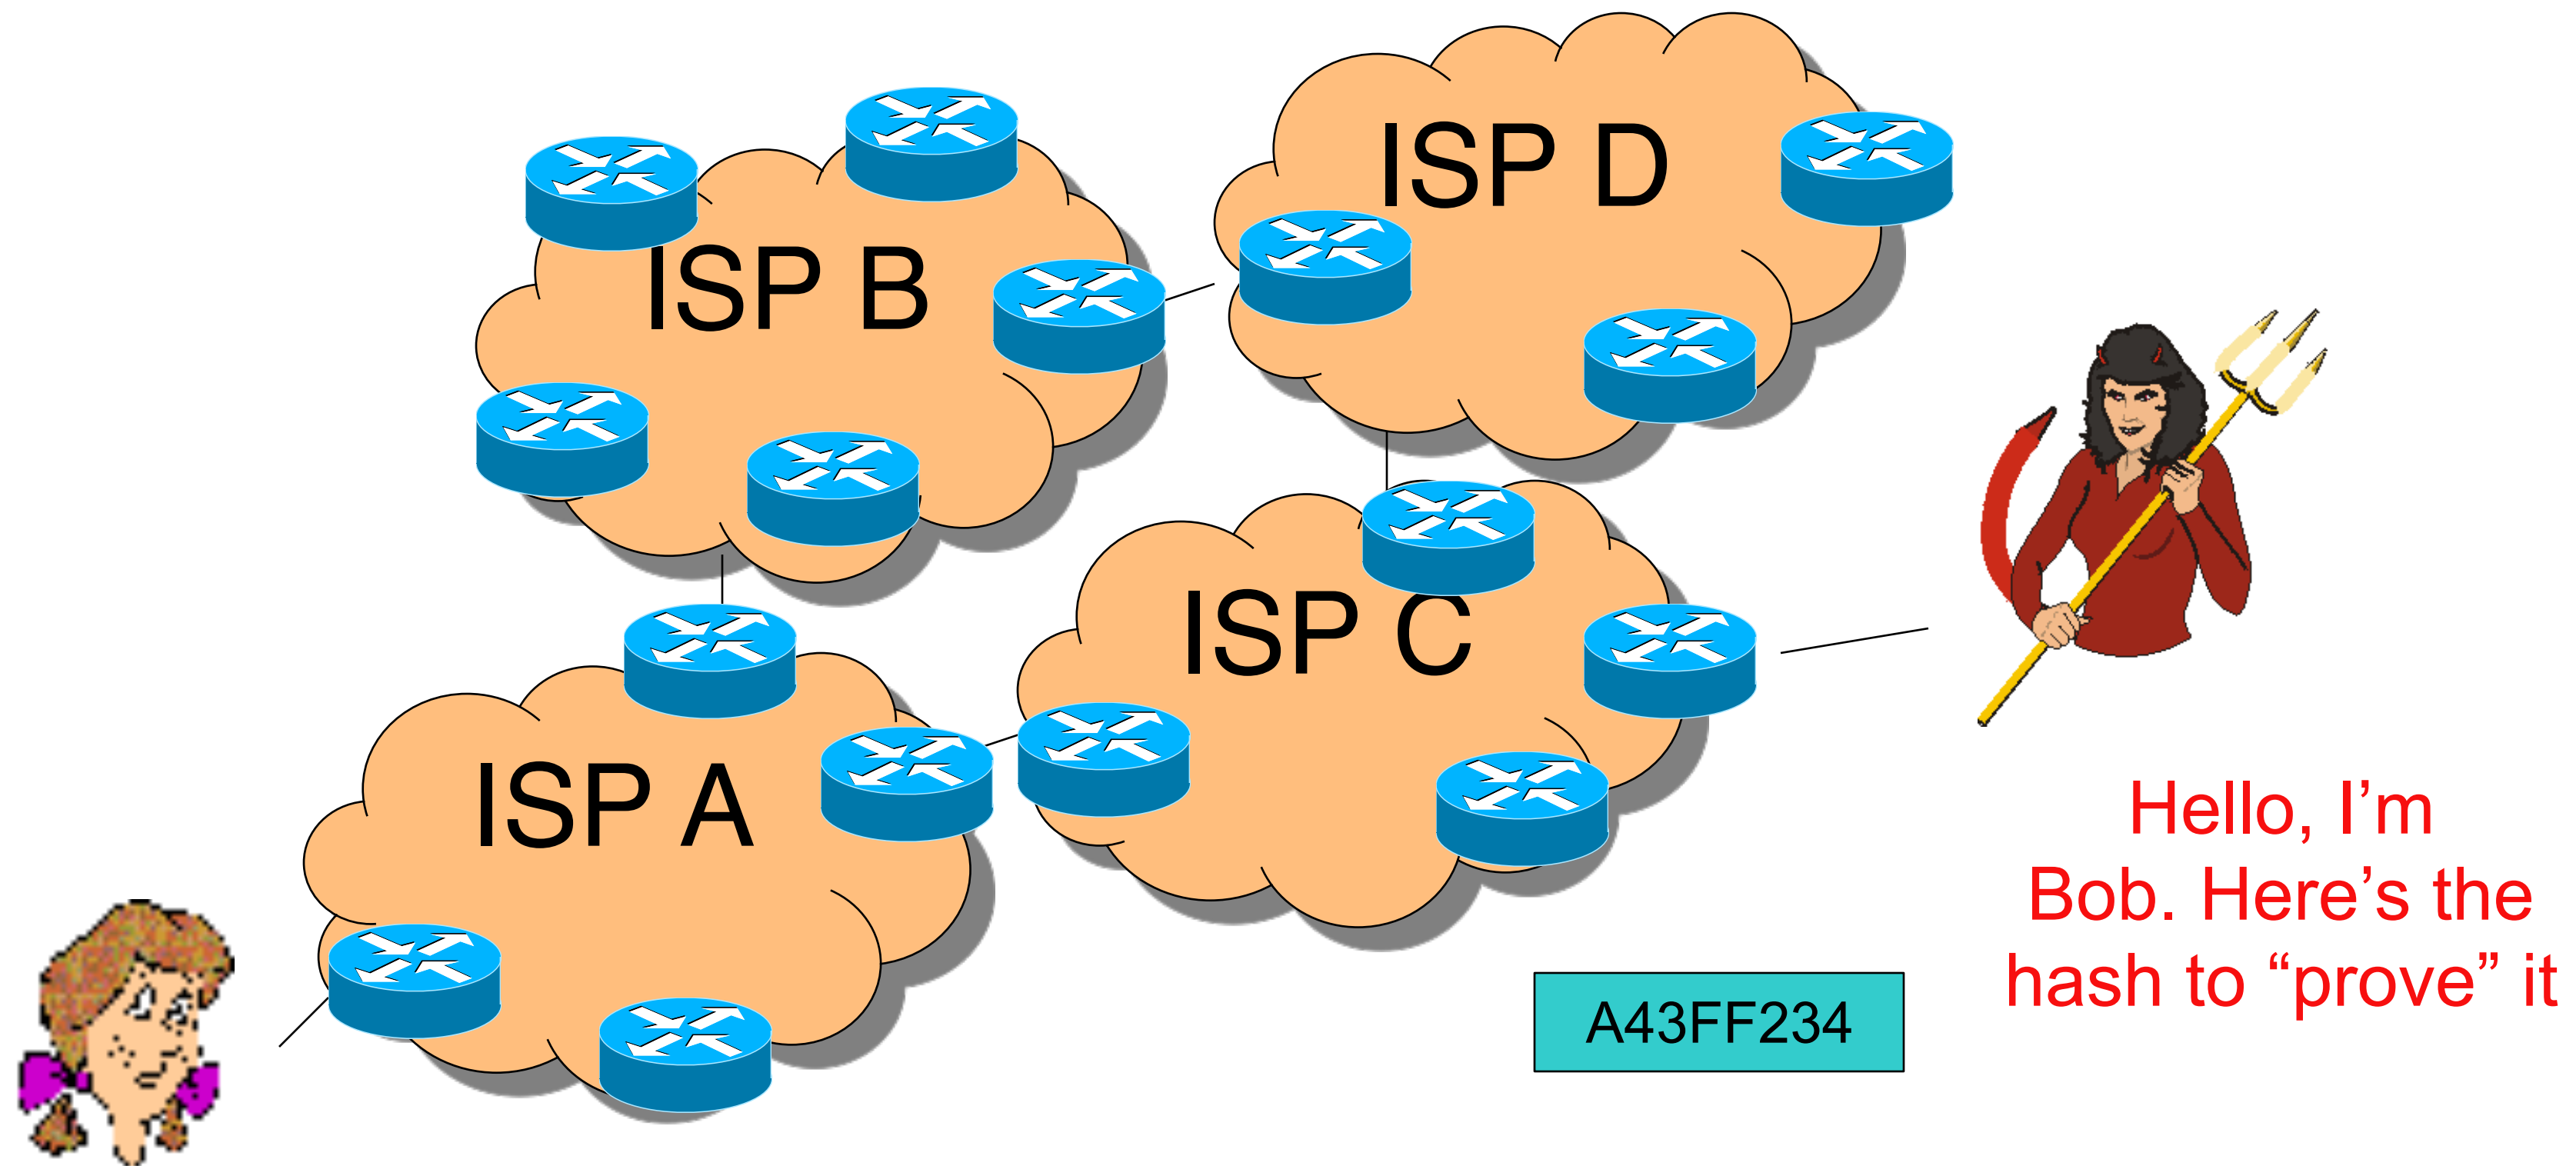 ISP D
ISP B
ISP C
ISP A
Hello, I’m
Bob. Here’s the
hash to “prove” it
A43FF234